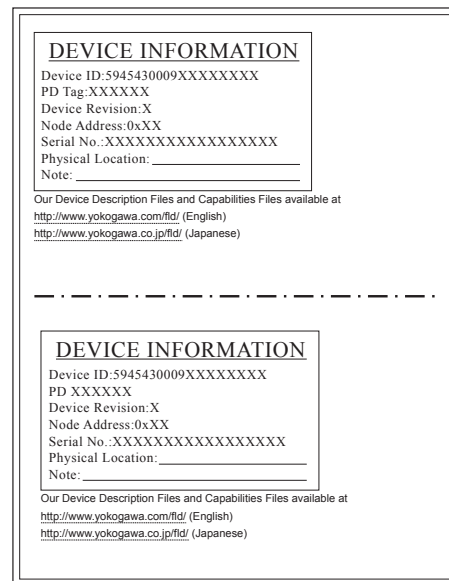 DEVICE INFORMATION
Device ID:5945430009XXXXXXXX
PD Tag:XXXXXX
Device Revision:X
Node Address:0xXX
Serial No.:XXXXXXXXXXXXXXXXX
Physical Location:
Note:
Our Device Description Files and Capabilities Files available at
http://www.yokogawa.com/fld/ (English)
http://www.yokogawa.co.jp/fld/ (Japanese)
DEVICE INFORMATION
Device ID:5945430009XXXXXXXX
PD XXXXXX
Device Revision:X
Node Address:0xXX
Serial No.:XXXXXXXXXXXXXXXXX
Physical Location:
Note:
Our Device Description Files and Capabilities Files available at
http://www.yokogawa.com/fld/ (English)
http://www.yokogawa.co.jp/fld/ (Japanese)